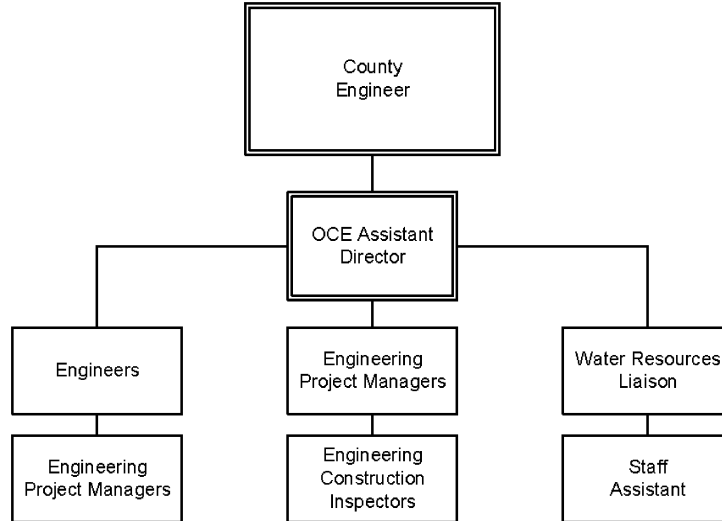 County
Engineer
OCE Assistant
Director
Engineers
Engineering
Project Managers
Water Resources
Liaison
Engineering
Project Managers
Engineering
Construction
Inspectors
Staff
Assistant